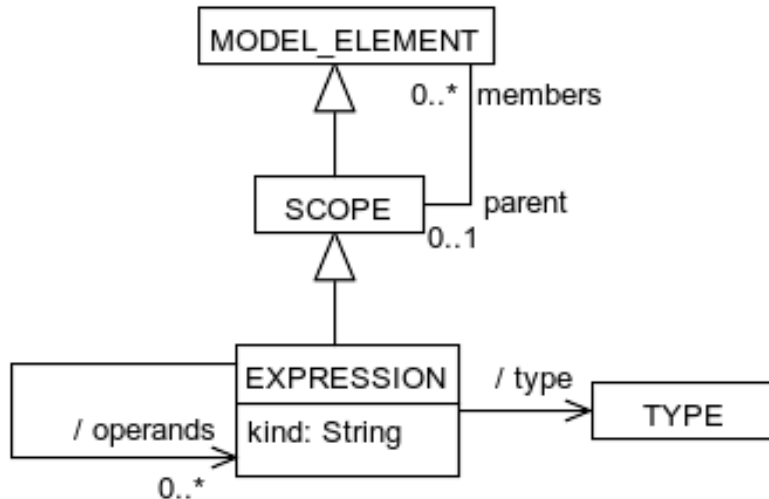 MODEL_ELEMENT
0..* members
SCOPE
parent
0..1
EXPRESSION
kind: String
/ operands
0..*
/ type
TYPE